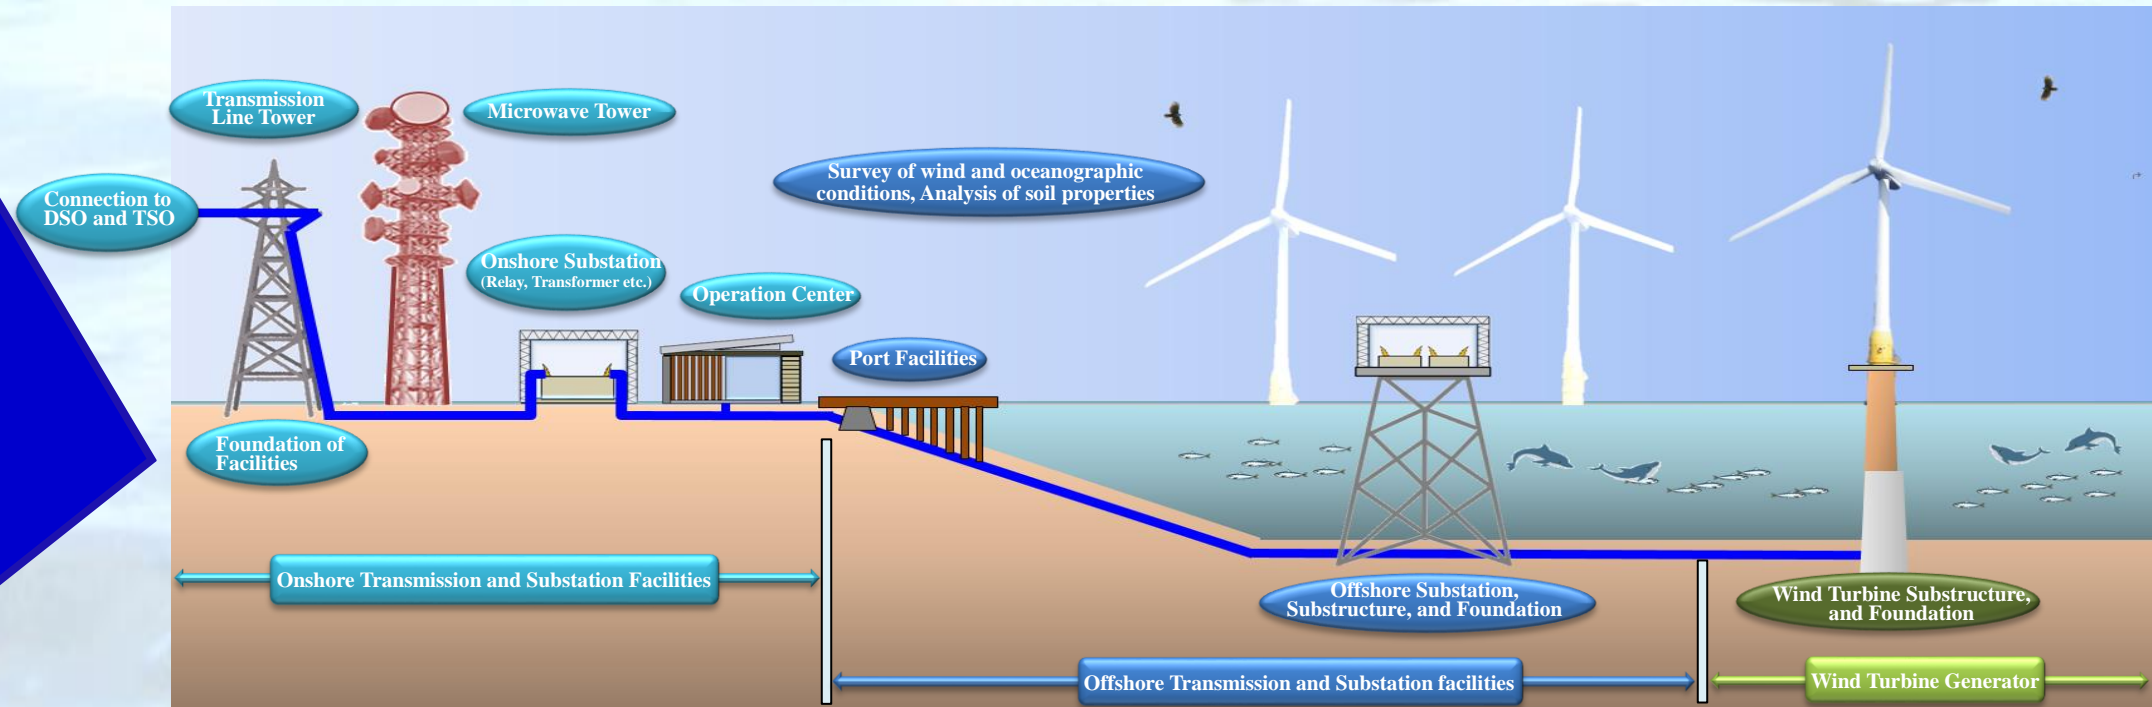 Transmission
Line Tower
Microwave Tower
Connection to
DSO and TSO
Survey of wind and oceanographic
conditions, Analysis of soil properties
Onshore Substation
(Relay, Transformer etc.)
Operation Center
Port Facilities
Foundation of
Facilities
Onshore Transmission and Substation Facilities
Offshore Substation,
Substructure, and Foundation
Wind Turbine Substructure,
and Foundation
Offshore Transmission and Substation facilities
Wind Turbine Generator